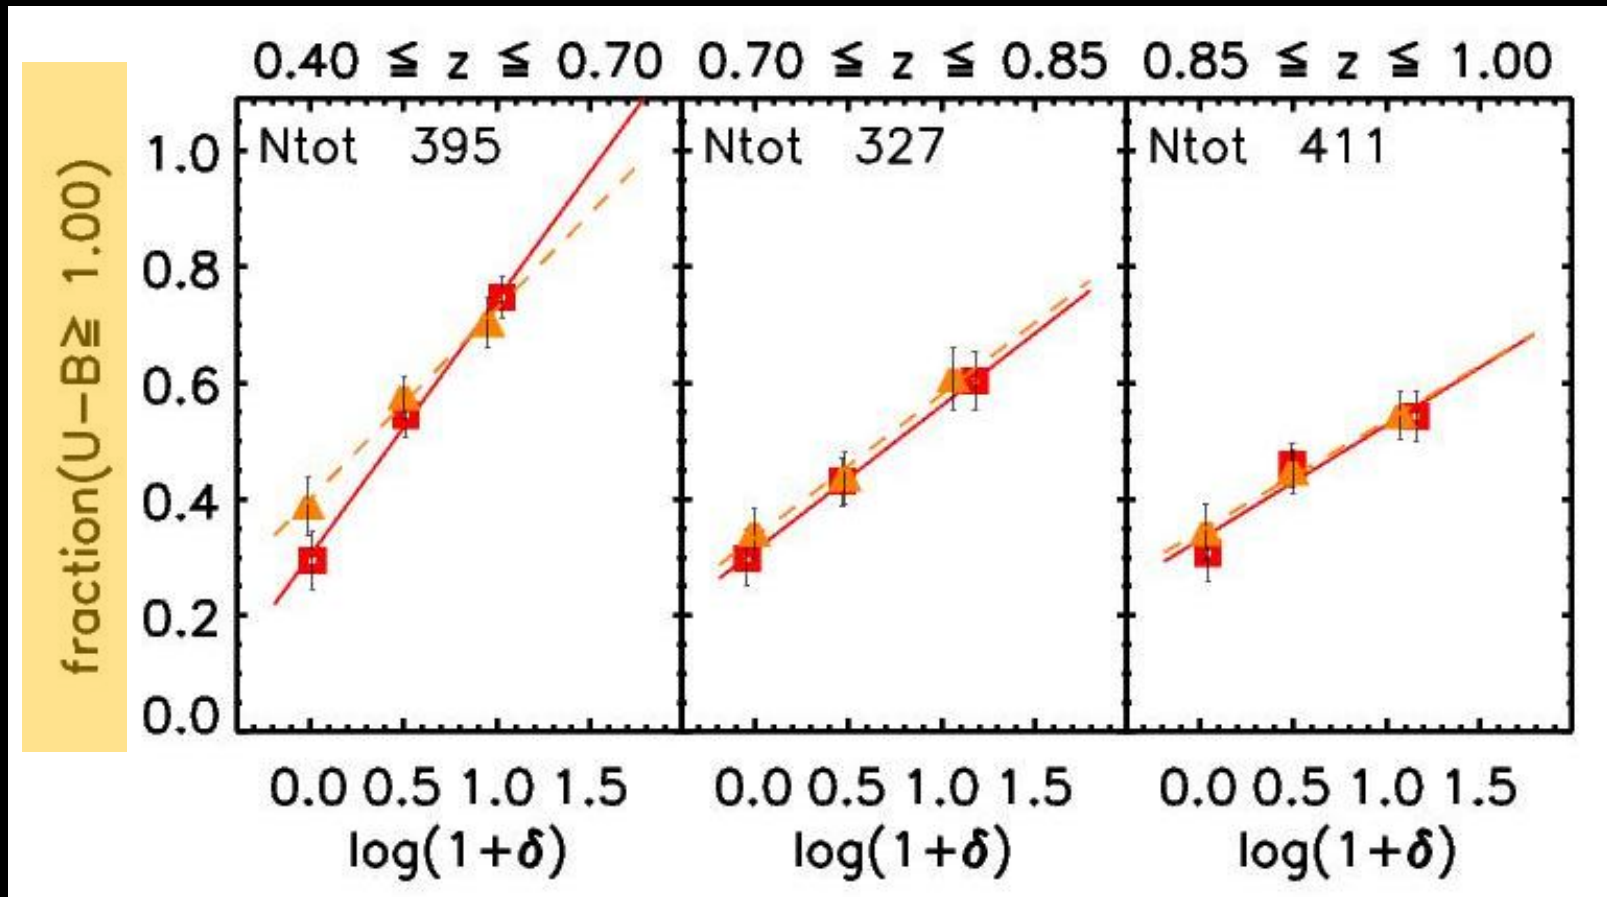 0.40 ≦ z ≦ 0.70 0.70 ≦ z ≦ 0.85 0.85 ≦ z ≦ 1.00
Ntot 395 Ntot 327 Ntot 411
fraction(U−B≧ 1.00)
1.0
0.8
0.6
0.4
0.2
0.0
0.0 0.5 1.0 1.5 0.0 0.5 1.0 1.5 0.0 0.5 1.0 1.5
log(1+δ) log(1+δ) log(1+δ)